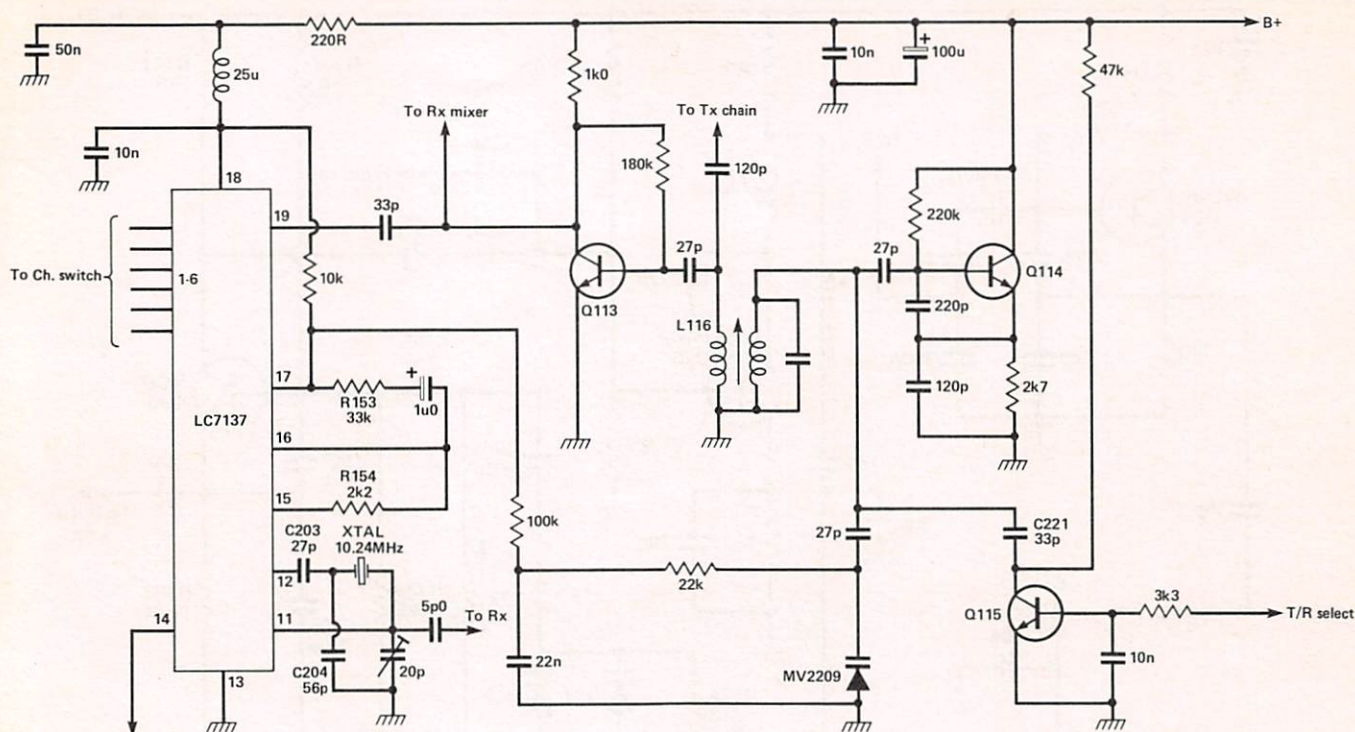 220R
B+
50n
25u
1k0
10n
+
100u
47k
To Rx mixer
To Tx chain
10n
180k
120p
18
33p
220k
19
27p
27p
To Ch. switch
1-6
10k
Q113
Q114
220p
L116
17
R153
33k
+
1u0
120p
2k7
LC7137
16
R154
2k2
15
100k
C203
27p
XTAL
10.24MHz
27p
C221
33p
12
22k
14
11
5p0
To Rx
Q115
3k3
T/R select
C204
56p
20p
22n
MV2209
10n
13